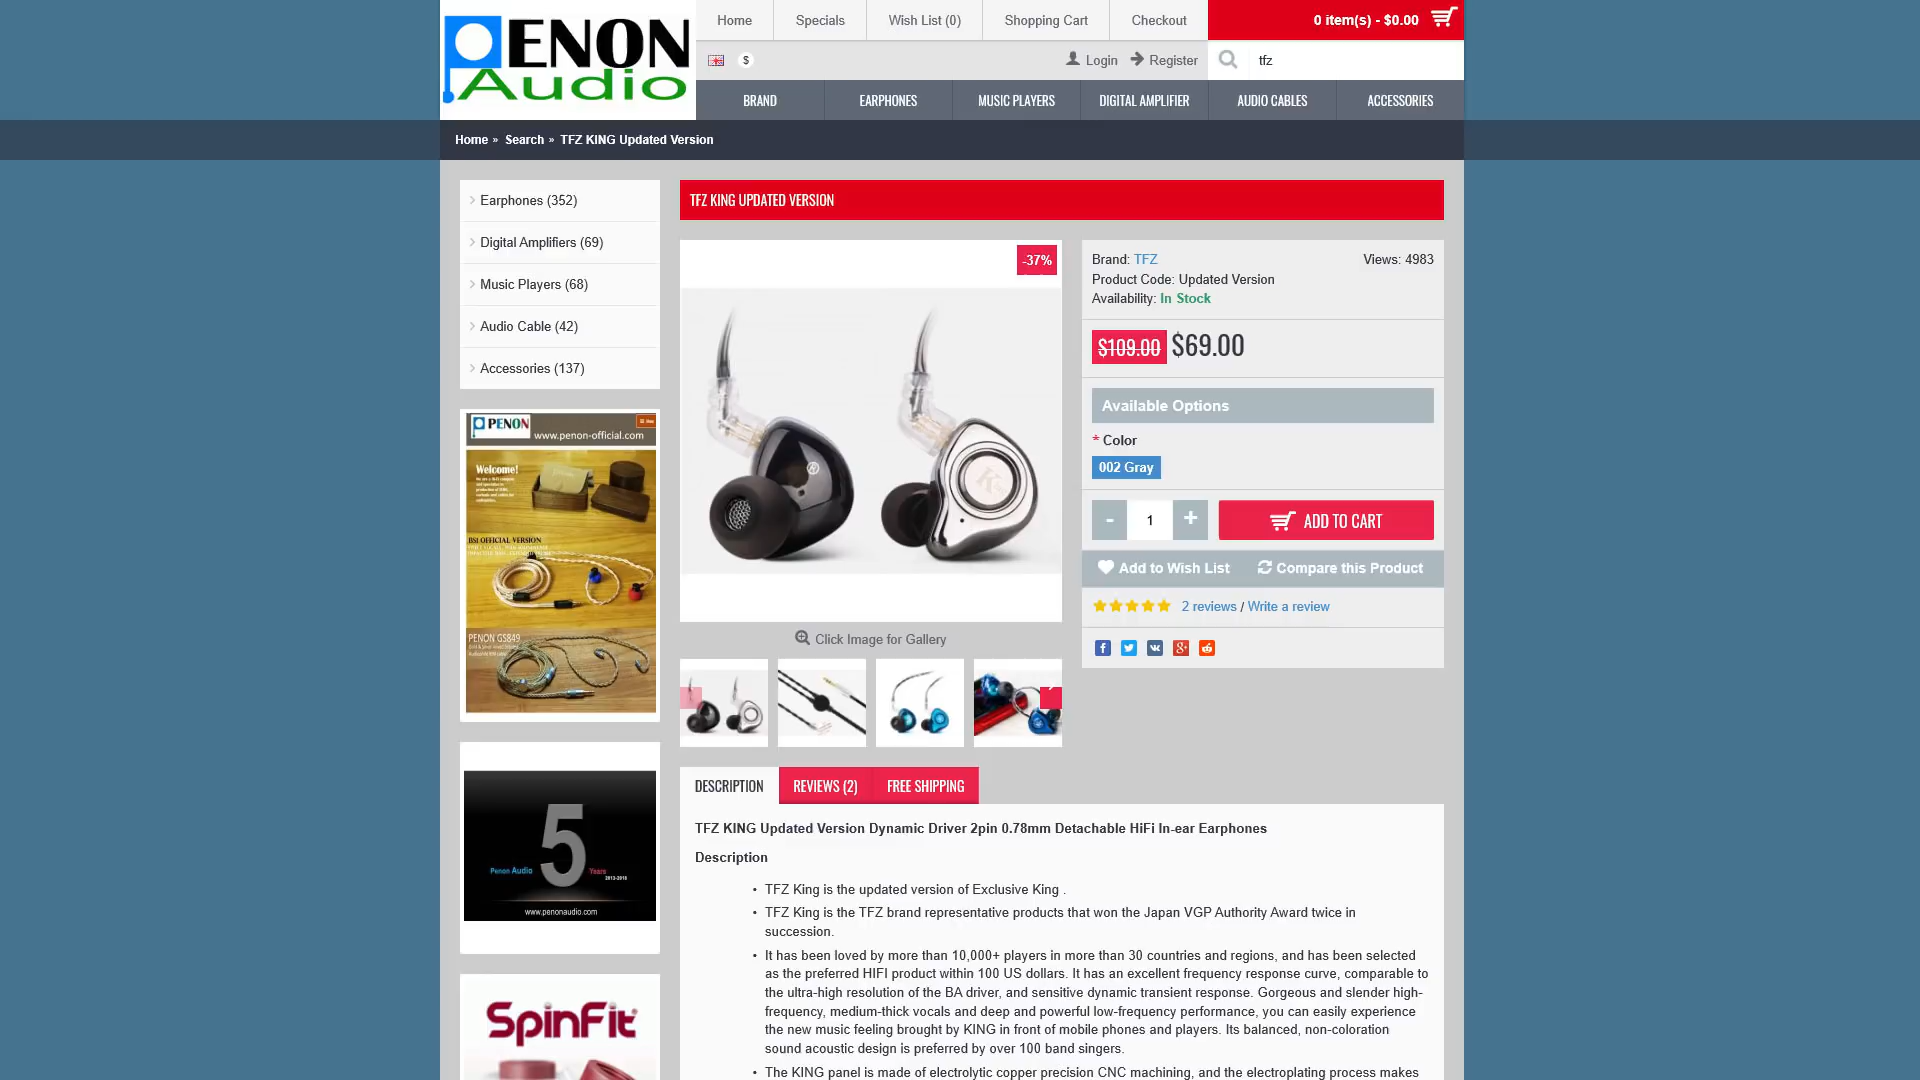 PENON
Audio
Home
Specials
Wish List (0)
Shopping Cart
Checkout
0 item(s) - $0.00
$
Login
Register
tfz
BRAND
EARPHONES
MUSIC PLAYERS
DIGITAL AMPLIFIER
AUDIO CABLES
ACCESSORIES
Home » Search » TFZ KING Updated Version
Earphones (352)
Digital Amplifiers (69)
Music Players (68)
Audio Cable (42)
Accessories (137)
PENON
www.penon-official.com
Welcome!
BS1 OFFICIAL VERSION
PENON GS849
5
Penon Audio
Years
2013-2018
www.penonaudio.com
SpinFit
TFZ KING UPDATED VERSION
-37%
Click Image for Gallery
Brand: TFZ
Views: 4983
Product Code: Updated Version
Availability: In Stock
$109.00 $69.00
Available Options
* Color
002 Gray
- 1 +
ADD TO CART
Add to Wish List
Compare this Product
2 reviews / Write a review
DESCRIPTION
REVIEWS (2)
FREE SHIPPING
TFZ KING Updated Version Dynamic Driver 2pin 0.78mm Detachable HiFi In-ear Earphones
Description
• TFZ King is the updated version of Exclusive King .
• TFZ King is the TFZ brand representative products that won the Japan VGP Authority Award twice in
succession.
• It has been loved by more than 10,000+ players in more than 30 countries and regions, and has been selected
as the preferred HIFI product within 100 US dollars. It has an excellent frequency response curve, comparable to
the ultra-high resolution of the BA driver, and sensitive dynamic transient response. Gorgeous and slender high-
frequency, medium-thick vocals and deep and powerful low-frequency performance, you can easily experience
the new music feeling brought by KING in front of mobile phones and players. Its balanced, non-coloration
sound acoustic design is preferred by over 100 band singers.
• The KING panel is made of electrolytic copper precision CNC machining, and the electroplating process makes